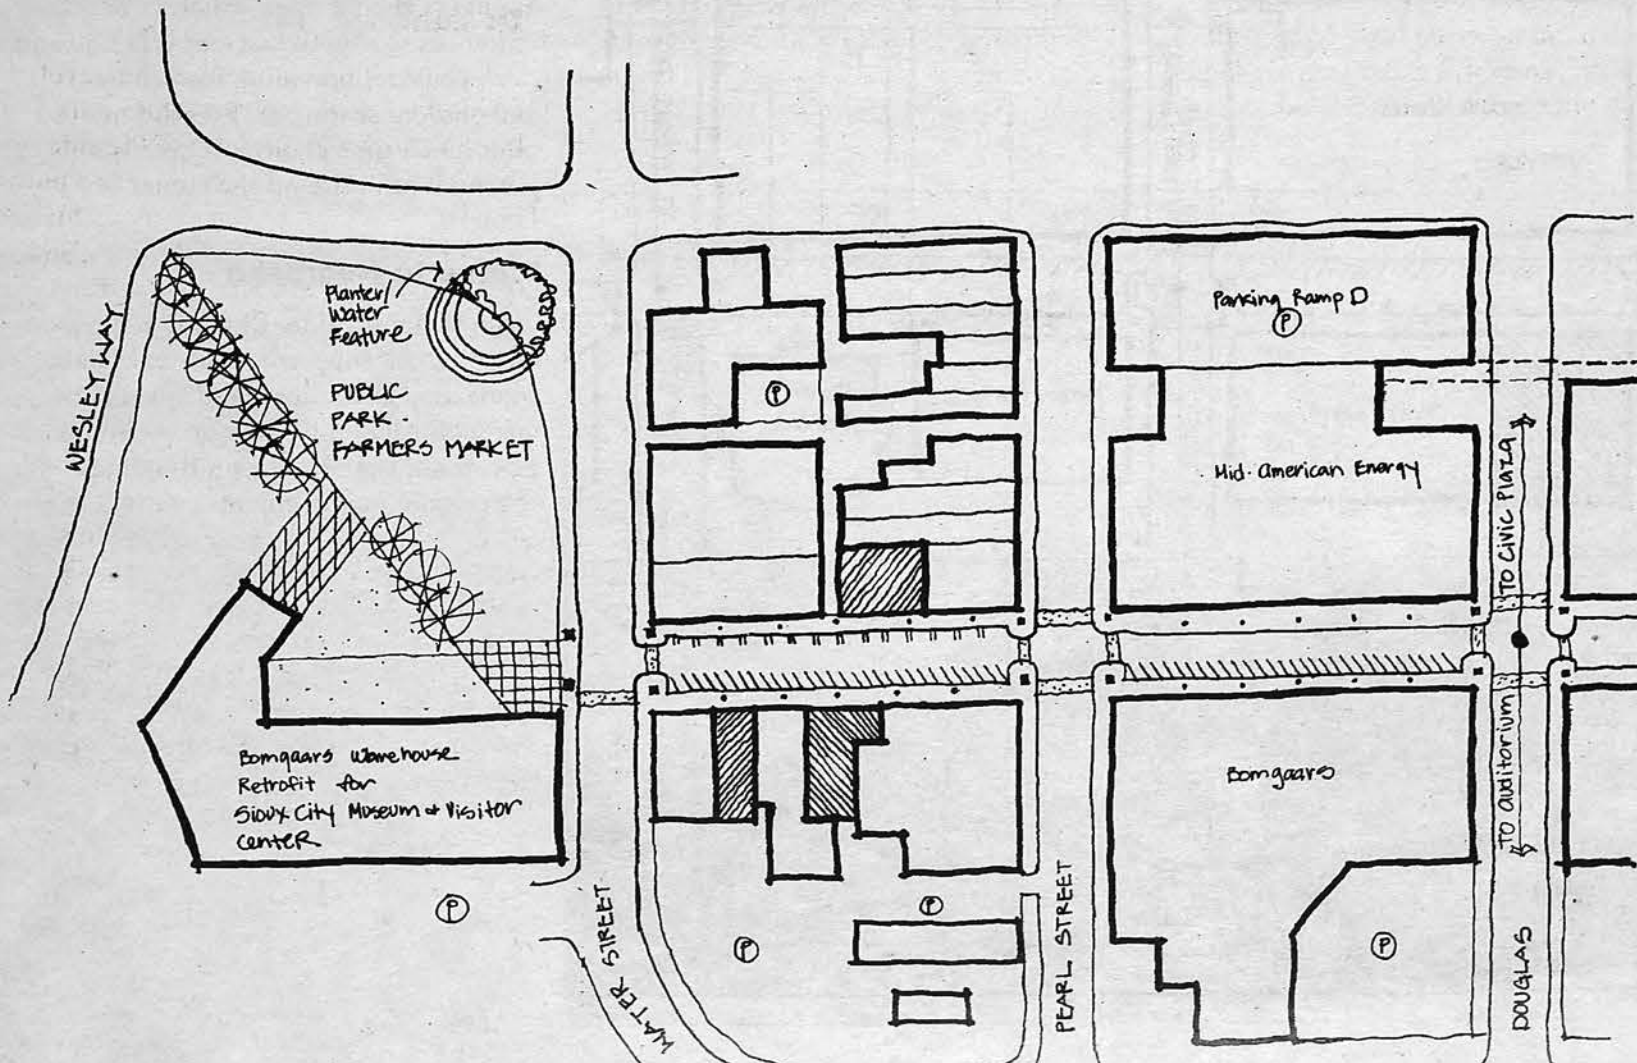 WESLEY WAY
Planter/
Water
Feature
PUBLIC
PARK
FARMERS MARKET
Bomgaars Warehouse
Retrofit for
Sioux City Museum & Visitor
Center
P
WATER STREET
P
P
P
PEARL STREET
Parking Ramp D
P
Mid-American Energy
Bomgaars
P
TO CIVIC PLAZA
TO Auditorium
DOUGLAS